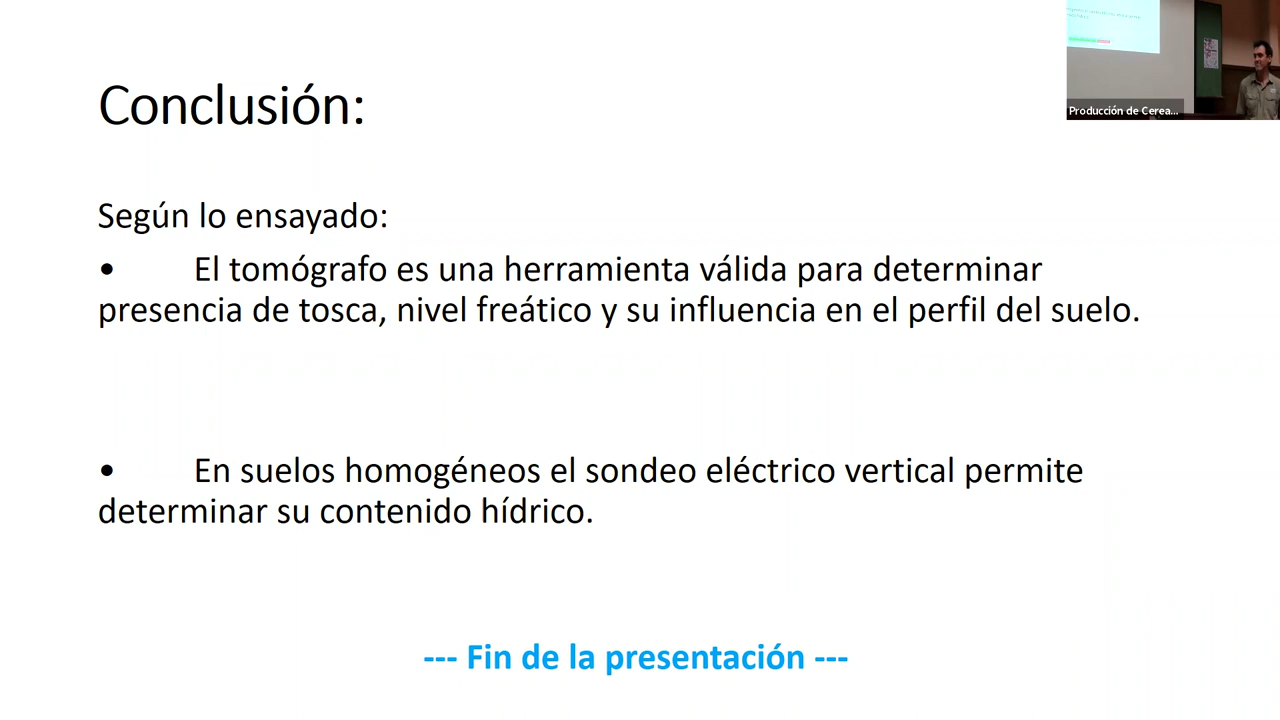 Conclusión:
Producción de Cerea...
Según lo ensayado:
• El tomógrafo es una herramienta válida para determinar
presencia de tosca, nivel freático y su influencia en el perfil del suelo.
• En suelos homogéneos el sondeo eléctrico vertical permite
determinar su contenido hídrico.
--- Fin de la presentación ---